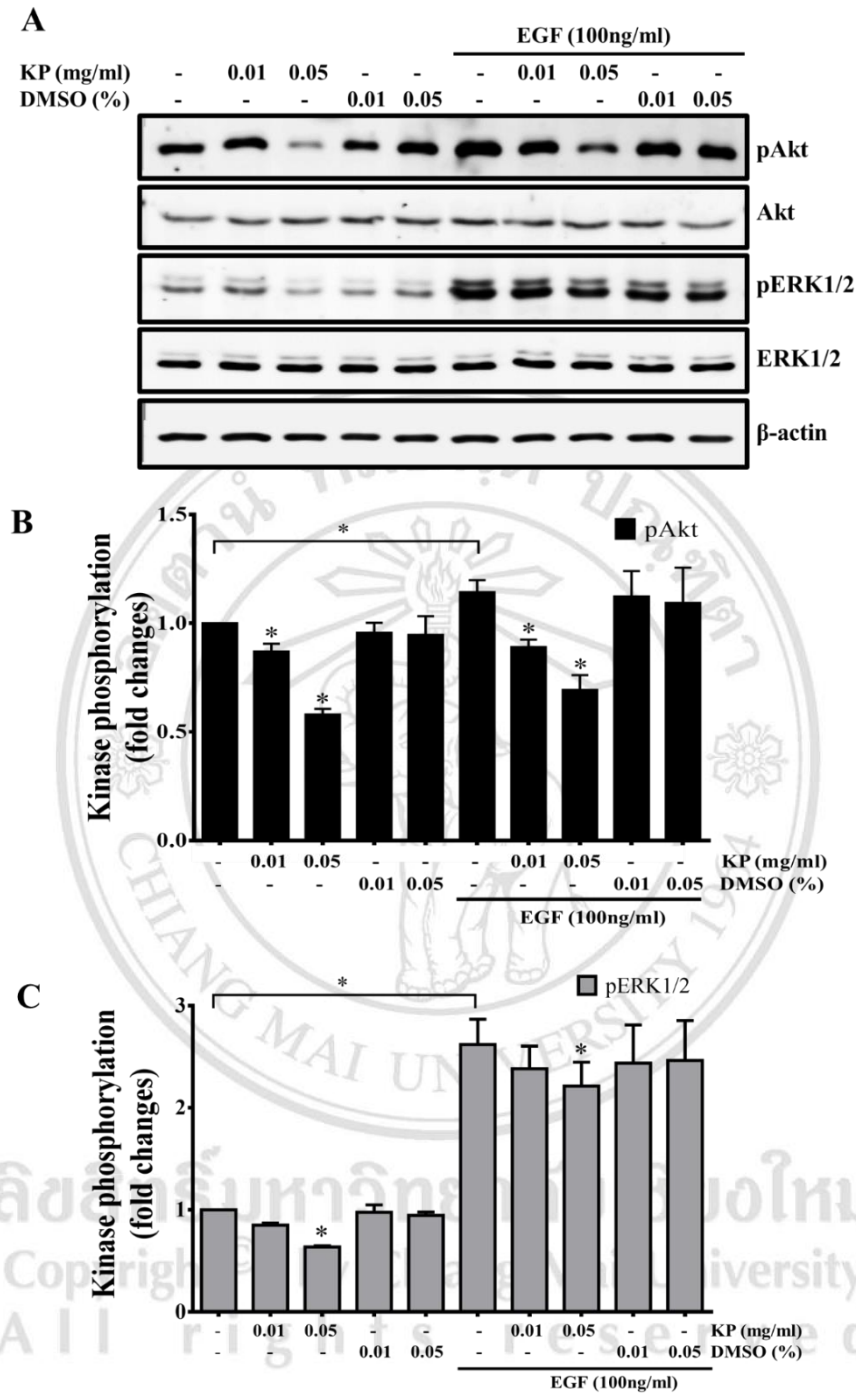 A
EGF (100ng/ml)
KP (mg/ml) - 0.01 0.05 - - - 0.01 0.05 - -
DMSO (%) - - - 0.01 0.05 - - - 0.01 0.05
pAkt
Akt
pERK1/2
ERK1/2
β-actin
B
Kinase phosphorylation
(fold changes)
1.5
1.0
0.5
0.0
*
* * * *
pAkt
- 0.01 0.05 - - - 0.01 0.05 - - KP (mg/ml)
- - - 0.01 0.05 - - - 0.01 0.05 DMSO (%)
EGF (100ng/ml)
CHIANG MAI UNIVERSITY 1964
C
Kinase phosphorylation
(fold changes)
3
2
1
0
*
* *
pERK1/2
- 0.01 0.05 - - - 0.01 0.05 - - KP (mg/ml)
- - - 0.01 0.05 - - - 0.01 0.05 DMSO (%)
EGF (100ng/ml)
Copyright© by Chiang Mai University
All rights reserved